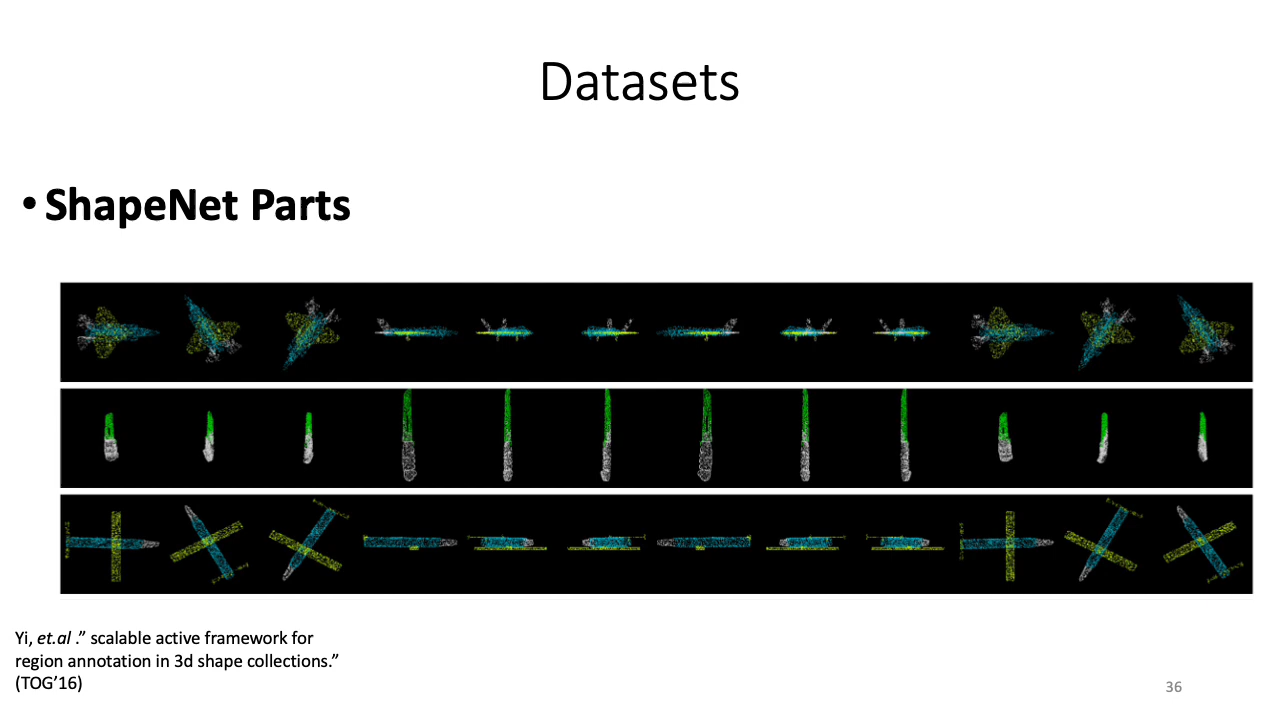 Datasets
• ShapeNet Parts
Yi, et.al .” scalable active framework for
region annotation in 3d shape collections.”
(TOG’16)
36